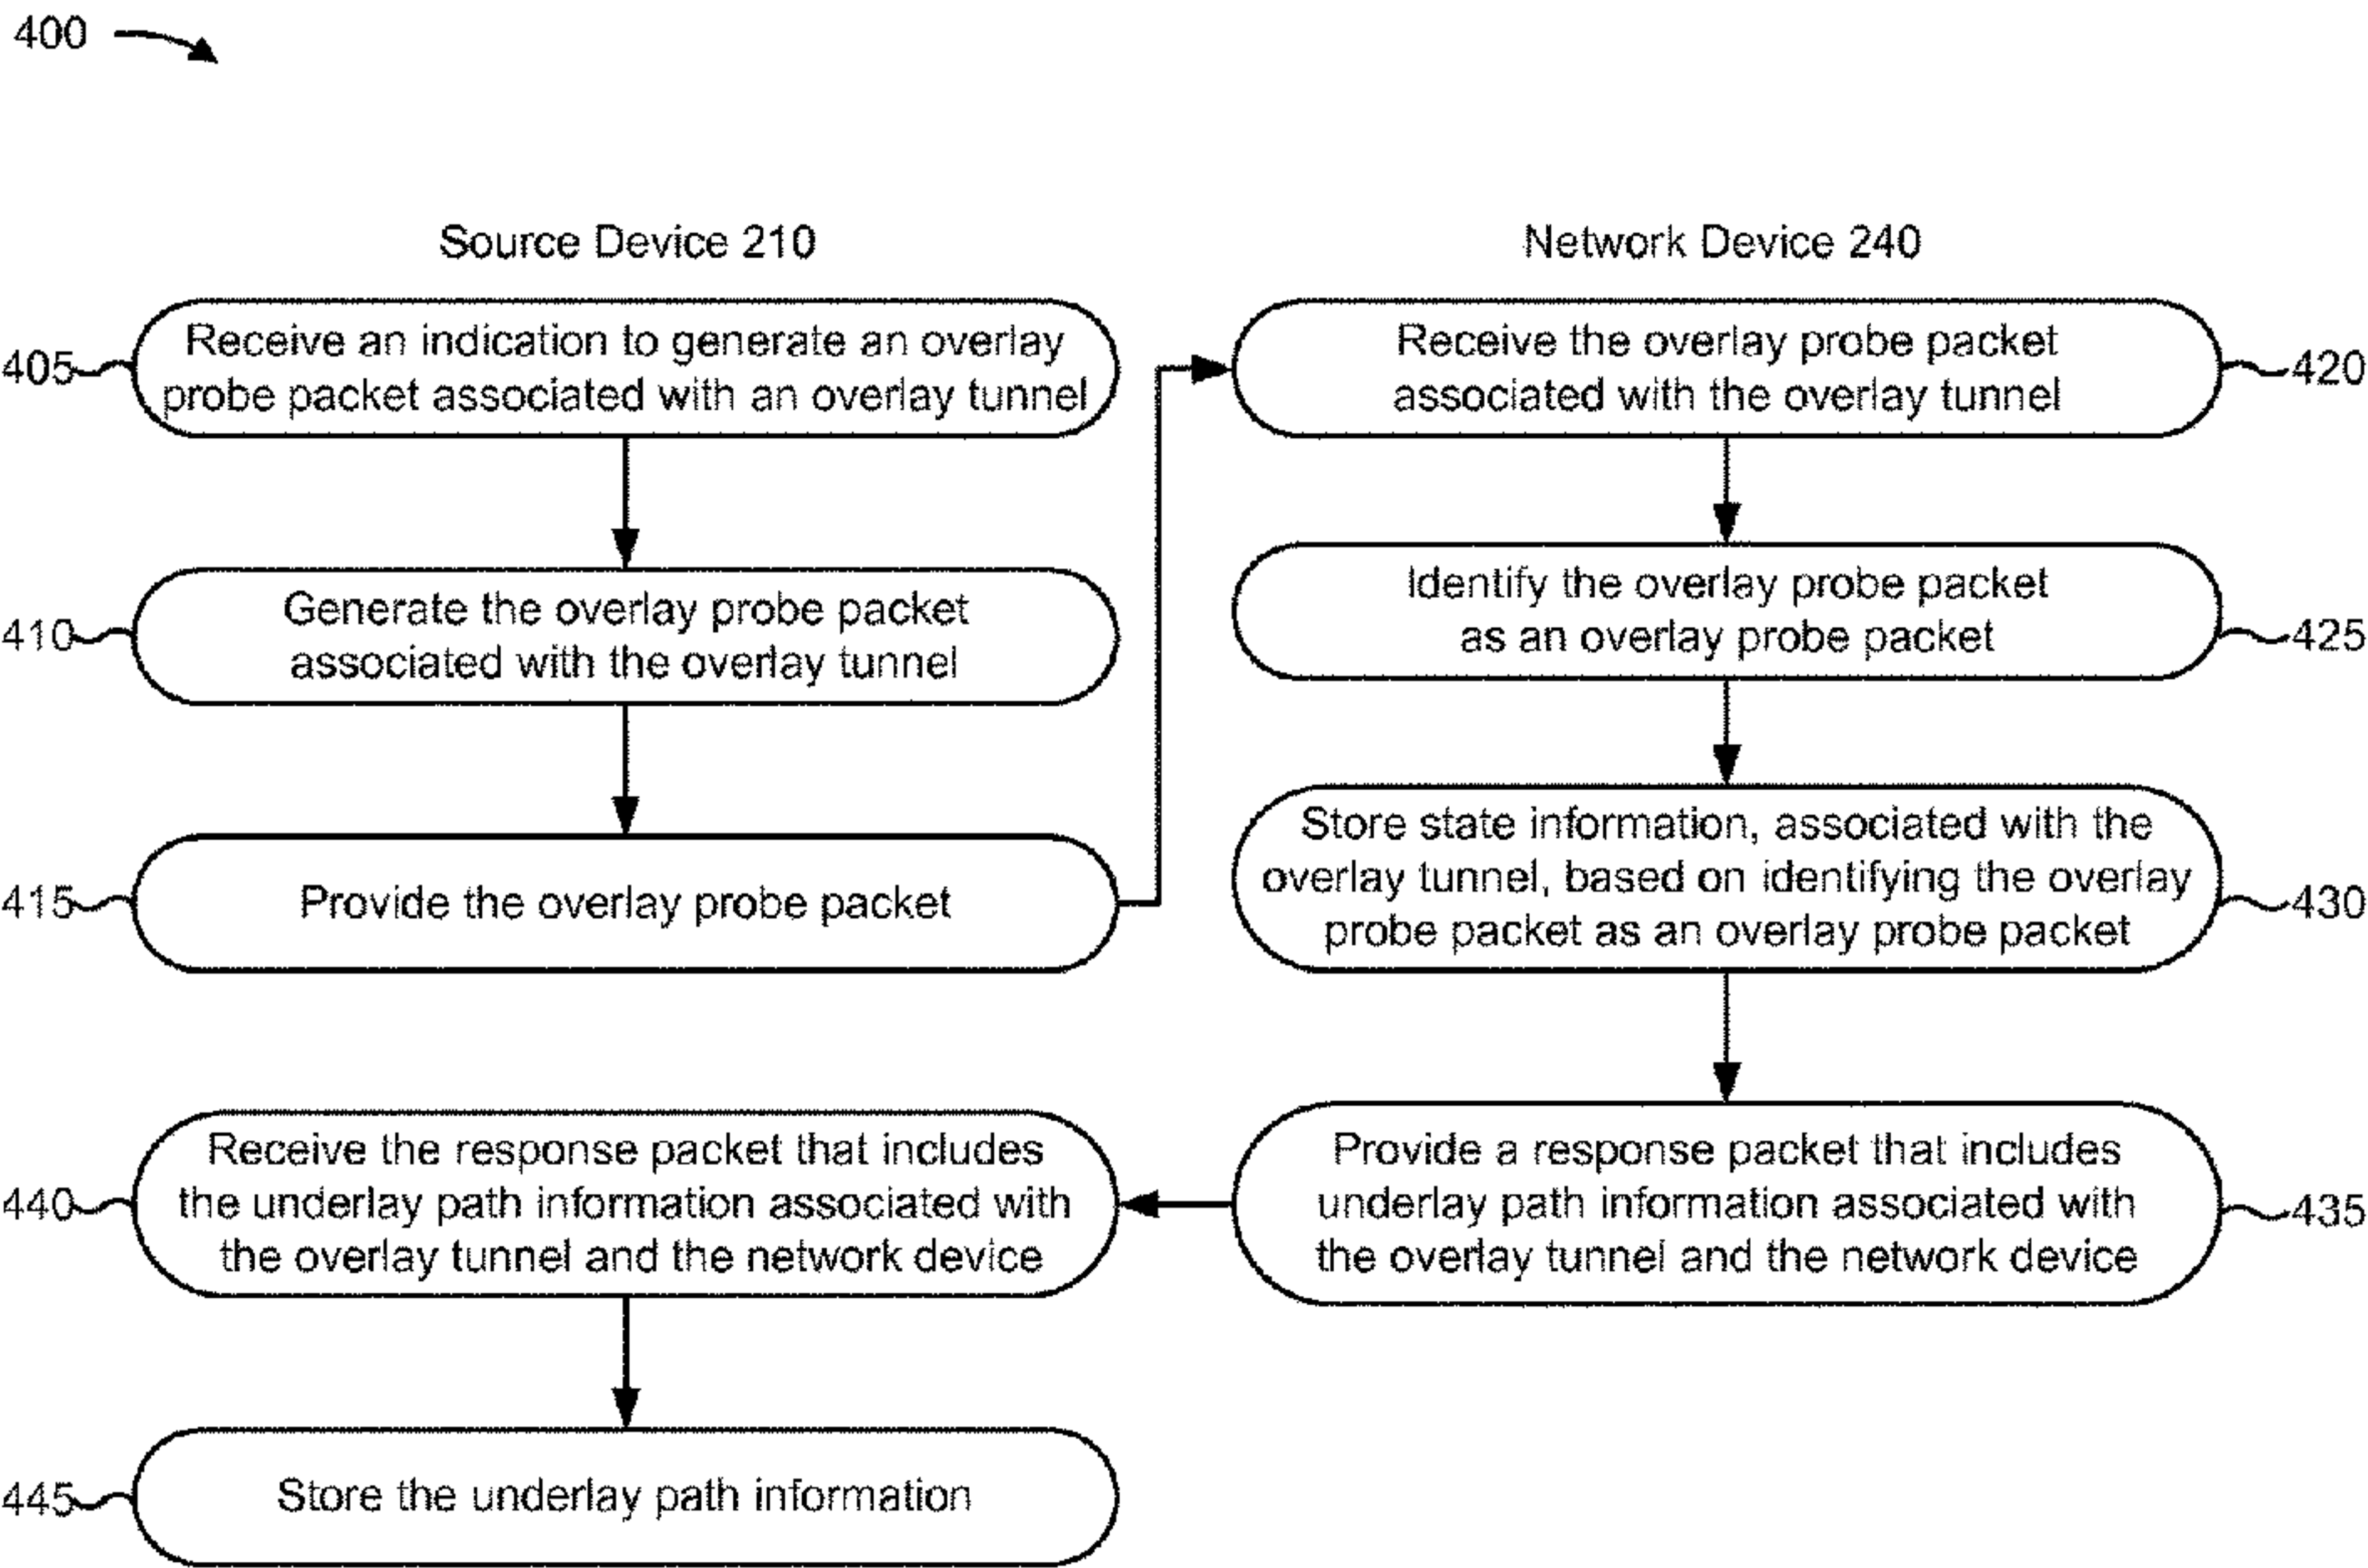 400
Source Device 210
405
Receive an indication to generate an overlay
probe packet associated with an overlay tunnel
410
Generate the overlay probe packet
associated with the overlay tunnel
415
Provide the overlay probe packet
Network Device 240
Receive the overlay probe packet
associated with the overlay tunnel
420
Identify the overlay probe packet
as an overlay probe packet
425
Store state information, associated with the
overlay tunnel, based on identifying the overlay
probe packet as an overlay probe packet
430
Provide a response packet that includes
underlay path information associated with
the overlay tunnel and the network device
435
440
Receive the response packet that includes
the underlay path information associated with
the overlay tunnel and the network device
445
Store the underlay path information